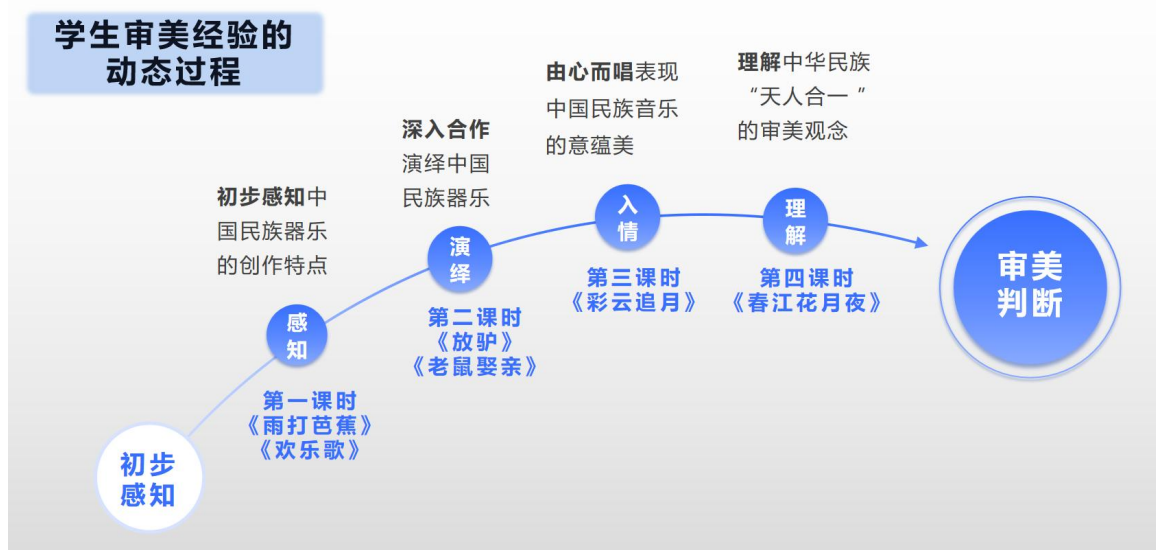 学生审美经验的
动态过程
初步
感知
初步感知中
国民族器乐
的创作特点
感
知
第一课时
《雨打芭蕉》
《欢乐歌》
深入合作
演绎中国
民族器乐
演
绎
第二课时
《放驴》
《老鼠娶亲》
由心而唱表现
中国民族音乐
的意蕴美
入
情
第三课时
《彩云追月》
理解中华民族
“天人合一 “
的审美观念
理
解
第四课时
《春江花月夜》
审美
判断